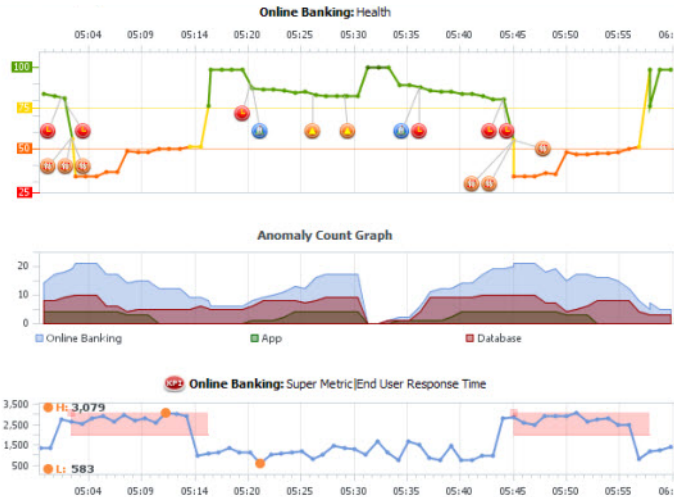 Online Banking: Health
05:04 05:09 05:14 05:20 05:25 05:30 05:35 05:40 05:45 05:50 05:55 06:
100
75
50
25
Anomaly Count Graph
20
10
0
Online Banking App Database
KPI Online Banking: Super Metric|End User Response Time
3,500
H: 3,079
2,500
1,500
500
L: 583
05:04 05:09 05:14 05:20 05:25 05:30 05:35 05:40 05:45 05:50 05:55 06: